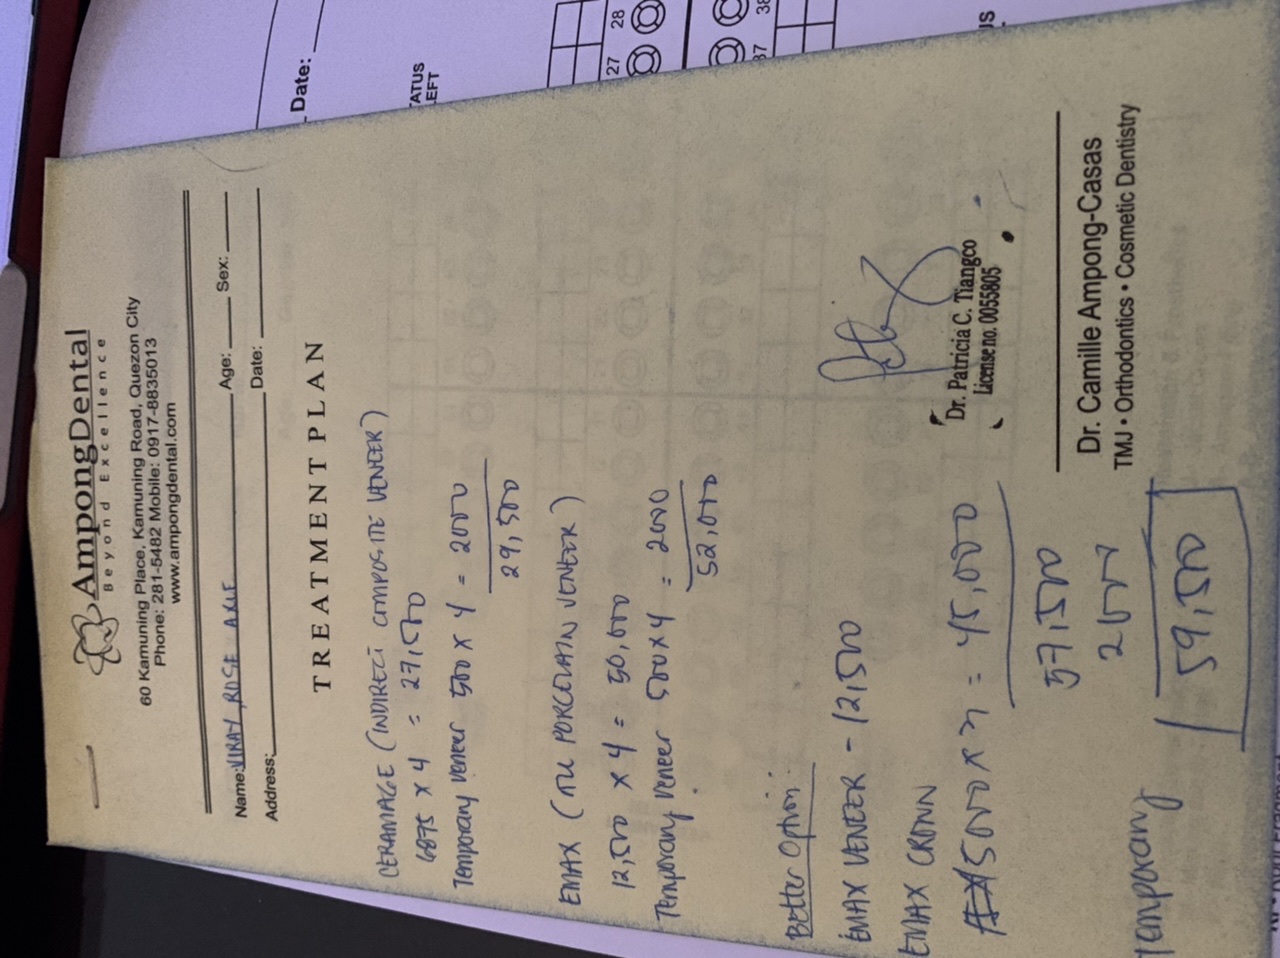 AmpongDental
Beyond Excellence
60 Kamuning Place, Kamuning Road, Quezon City
Phone: 281-5482 Mobile: 0917-8835013
www.ampongdental.com
Name: VIRAY, ROSE AXLE Age: Sex:
Address: Date:
TREATMENT PLAN
CERAMAGE (INDIRECT COMPOSITE VENEER)
6875 x 4 = 27,500
Temporary Veneer 500 x 4 = 2000
29,500
EMAX (ALL PORCELAIN VENEER)
12,500 x 4 = 50,000
Temporary Veneer 500 x 4 = 2000
52,000
Better Option:
EMAX VENEER - 12,500
EMAX CROWN
15000 x 3 = 45,000
57,500
Temporary 2000
59,500
Dr. Patricia C. Tiangco
License no. 0055805
Dr. Camille Ampong-Casas
TMJ • Orthodontics • Cosmetic Dentistry
Date:
ATUS
EFT
27 28
37 38